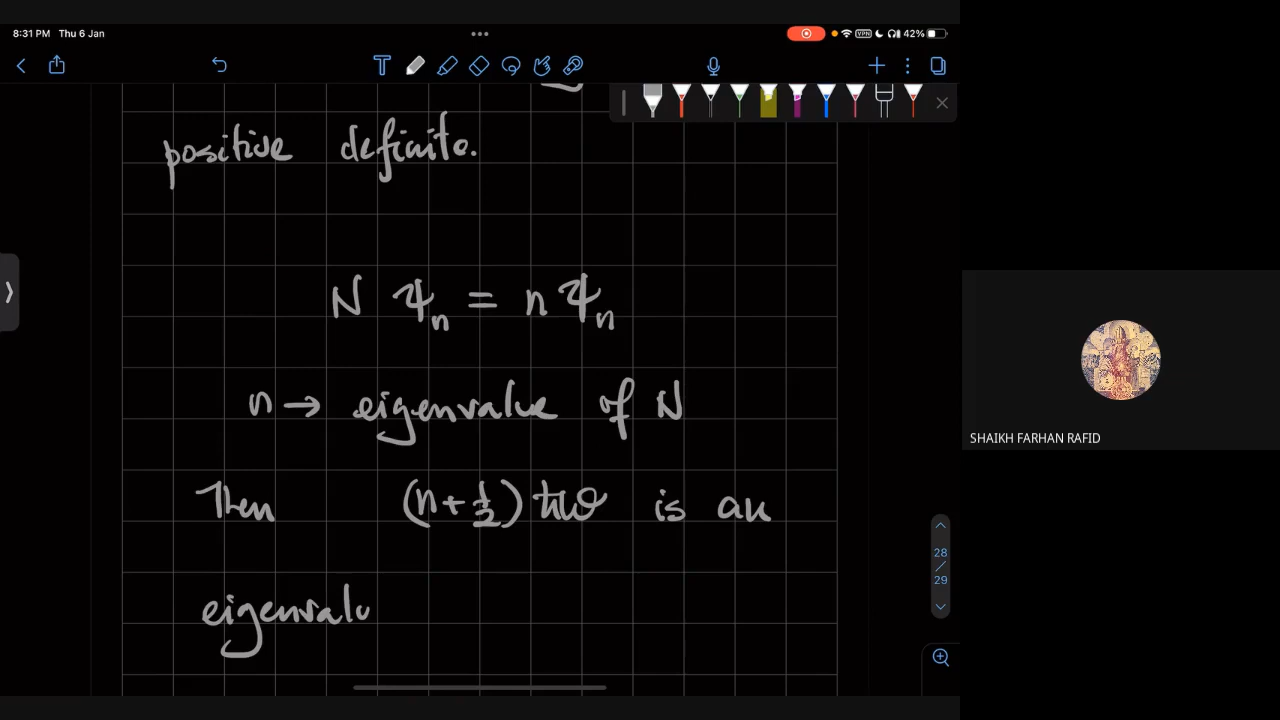 8:31 PM Thu 6 Jan
VPN 42%
positive definite.
N ψₙ = n ψₙ
n → eigenvalue of N
Then (n + 1/2) ħω is an
eigenvalu
28
/
29
SHAIKH FARHAN RAFID